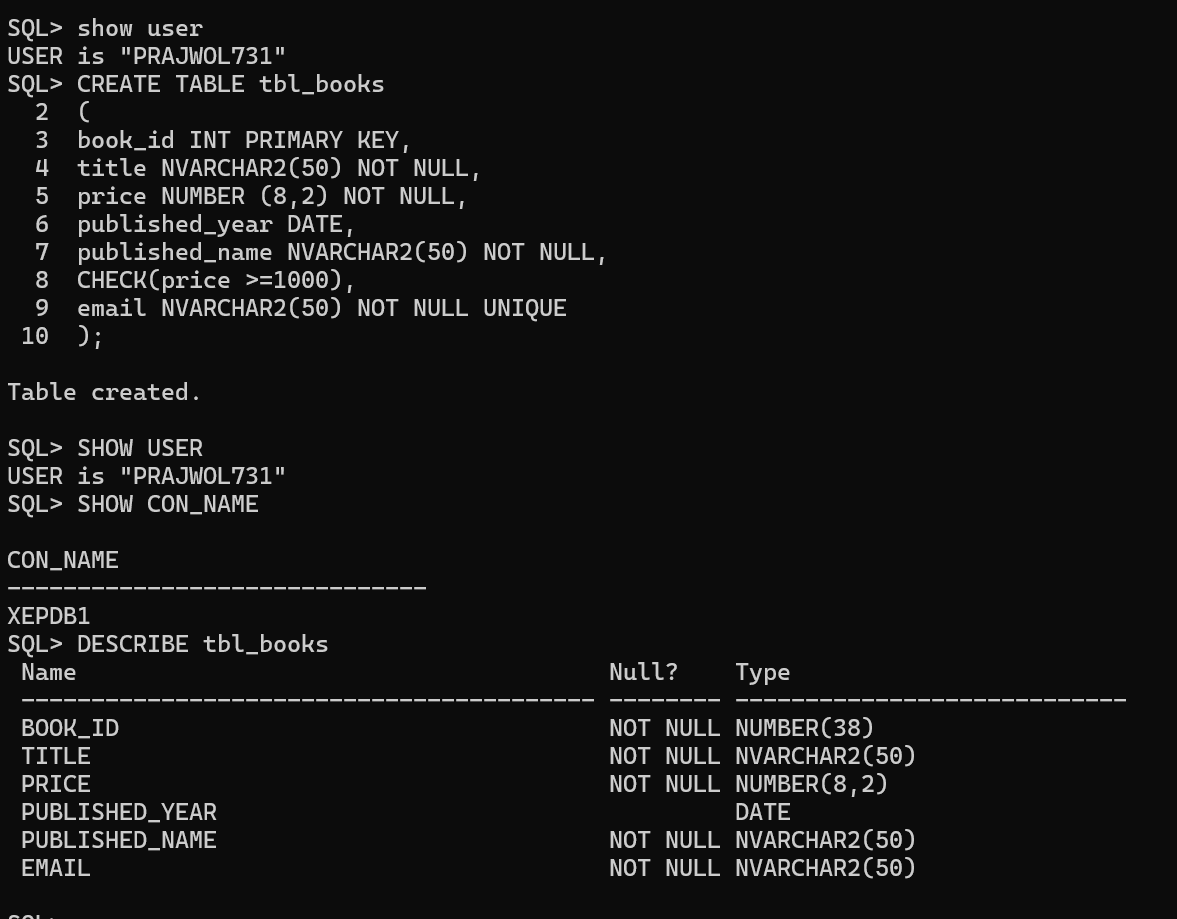 SQL> show user
USER is "PRAJWOL731"
SQL> CREATE TABLE tbl_books
  2  (
  3  book_id INT PRIMARY KEY,
  4  title NVARCHAR2(50) NOT NULL,
  5  price NUMBER (8,2) NOT NULL,
  6  published_year DATE,
  7  published_name NVARCHAR2(50) NOT NULL,
  8  CHECK(price >=1000),
  9  email NVARCHAR2(50) NOT NULL UNIQUE
 10  );
Table created.
SQL> SHOW USER
USER is "PRAJWOL731"
SQL> SHOW CON_NAME
CON_NAME
------------------------------
XEPDB1
SQL> DESCRIBE tbl_books
 Name                                      Null?    Type
 ----------------------------------------- -------- ----------------------------
 BOOK_ID                                   NOT NULL NUMBER(38)
 TITLE                                     NOT NULL NVARCHAR2(50)
 PRICE                                     NOT NULL NUMBER(8,2)
 PUBLISHED_YEAR                                     DATE
 PUBLISHED_NAME                            NOT NULL NVARCHAR2(50)
 EMAIL                                     NOT NULL NVARCHAR2(50)
SQL>